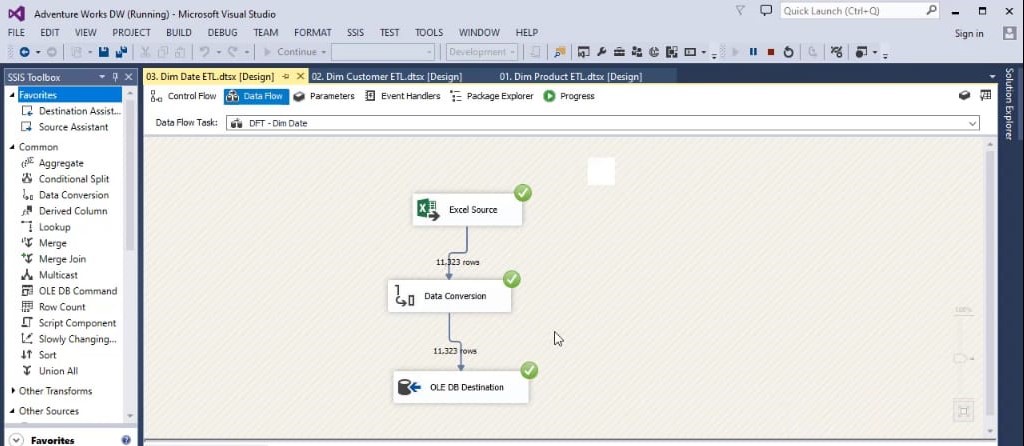 Adventure Works DW (Running) - Microsoft Visual Studio
Quick Launch (Ctrl+Q)
FILE EDIT VIEW PROJECT BUILD DEBUG TEAM FORMAT SSIS TEST TOOLS WINDOW HELP
Sign in
Continue
Development
SSIS Toolbox
03. Dim Date ETL.dtsx [Design]
02. Dim Customer ETL.dtsx [Design]
01. Dim Product ETL.dtsx [Design]
Solution Explorer
Favorites
Destination Assist...
Source Assistant
Common
Aggregate
Conditional Split
Data Conversion
Derived Column
Lookup
Merge
Merge Join
Multicast
OLE DB Command
Row Count
Script Component
Slowly Changing...
Sort
Union All
Other Transforms
Other Sources
Favorites
Control Flow
Data Flow
Parameters
Event Handlers
Package Explorer
Progress
Data Flow Task:
DFT - Dim Date
Excel Source
11,323 rows
Data Conversion
11,323 rows
OLE DB Destination
100%